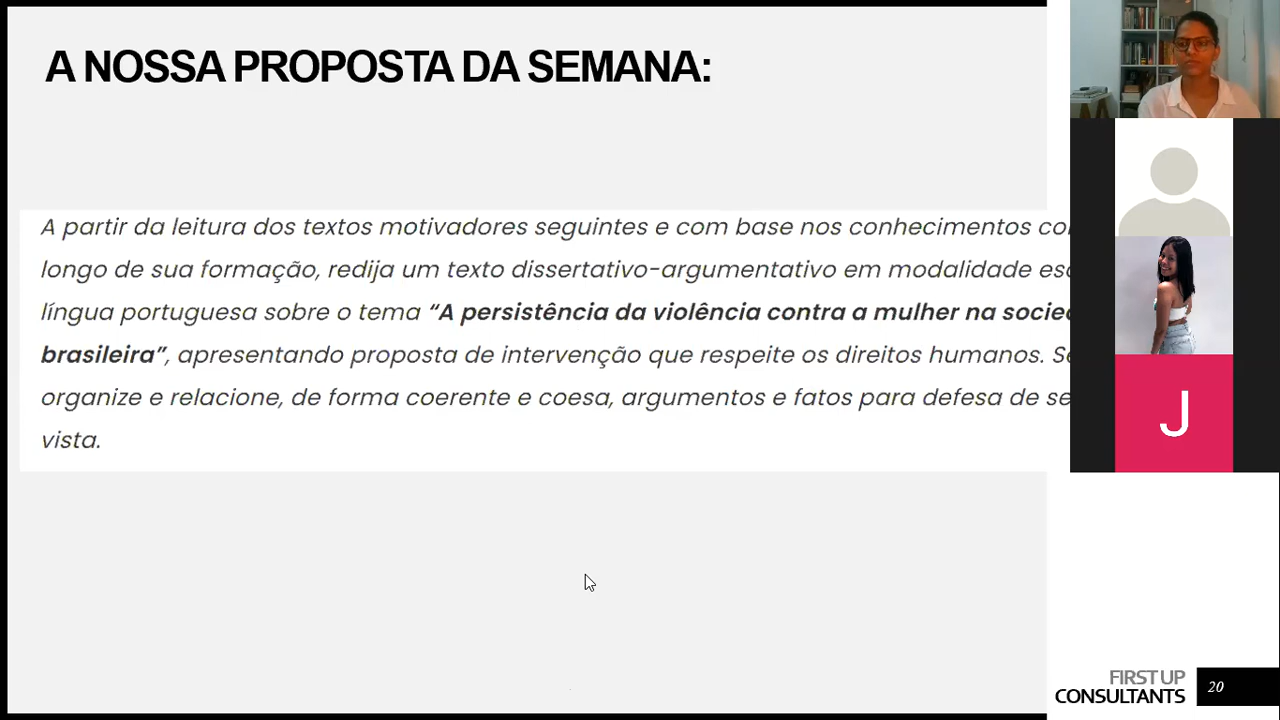 A NOSSA PROPOSTA DA SEMANA:
A partir da leitura dos textos motivadores seguintes e com base nos conhecimentos
longo de sua formação, redija um texto dissertativo-argumentativo em modalidade
língua portuguesa sobre o tema “A persistência da violência contra a mulher na
brasileira”, apresentando proposta de intervenção que respeite os direitos humanos.
organize e relacione, de forma coerente e coesa, argumentos e fatos para defesa de
vista.
J
FIRST UP
CONSULTANTS
20